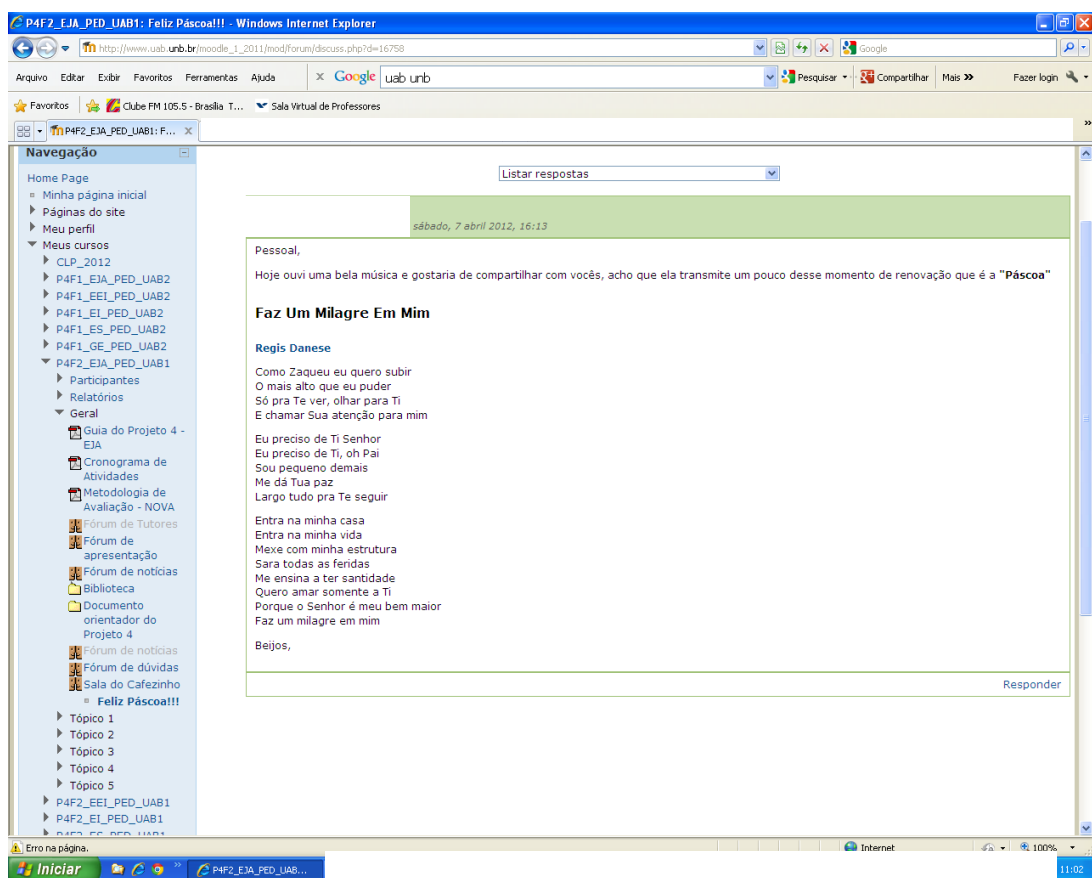 P4F2_EJA_PED_UAB1: Feliz Páscoa!!! - Windows Internet Explorer
http://www.uab.unb.br/moodle_1_2011/mod/forum/discuss.php?d=16758
Google
Arquivo Editar Exibir Favoritos Ferramentas Ajuda
x Google uab unb
Pesquisar
Compartilhar
Mais »
Fazer login
Favoritos
Clube FM 105.5 - Brasília T...
Sala Virtual de Professores
P4F2_EJA_PED_UAB1: F...
Navegação
Home Page
Minha página inicial
Páginas do site
Meu perfil
Meus cursos
CLP_2012
P4F1_EJA_PED_UAB2
P4F1_EEI_PED_UAB2
P4F1_EI_PED_UAB2
P4F1_ES_PED_UAB2
P4F1_GE_PED_UAB2
P4F2_EJA_PED_UAB1
Participantes
Relatórios
Geral
Guia do Projeto 4 -
EJA
Cronograma de
Atividades
Metodologia de
Avaliação - NOVA
Fórum de Tutores
Fórum de
apresentação
Fórum de notícias
Biblioteca
Documento
orientador do
Projeto 4
Fórum de notícias
Fórum de dúvidas
Sala do Cafezinho
Feliz Páscoa!!!
Tópico 1
Tópico 2
Tópico 3
Tópico 4
Tópico 5
P4F2_EEI_PED_UAB1
P4F2_EI_PED_UAB1
P4F2_ES_PED_UAB1
Listar respostas
sábado, 7 abril 2012, 16:13
Pessoal,
Hoje ouvi uma bela música e gostaria de compartilhar com vocês, acho que ela transmite um pouco desse momento de renovação que é a "Páscoa"
Faz Um Milagre Em Mim
Regis Danese
Como Zaqueu eu quero subir
O mais alto que eu puder
Só pra Te ver, olhar para Ti
E chamar Sua atenção para mim
Eu preciso de Ti Senhor
Eu preciso de Ti, oh Pai
Sou pequeno demais
Me dá Tua paz
Largo tudo pra Te seguir
Entra na minha casa
Entra na minha vida
Mexe com minha estrutura
Sara todas as feridas
Me ensina a ter santidade
Quero amar somente a Ti
Porque o Senhor é meu bem maior
Faz um milagre em mim
Beijos,
Responder
Erro na página.
Internet
100%
Iniciar
P4F2_EJA_PED_UAB...
11:02